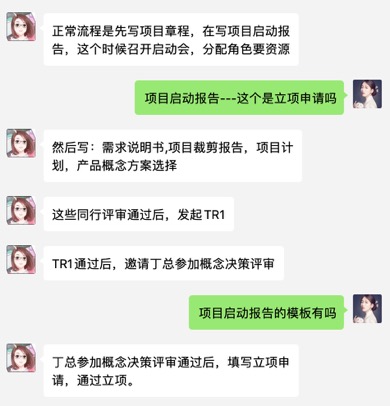 正常流程是先写项目章程，在写项目启动报
告，这个时候召开启动会，分配角色要资源
项目启动报告---这个是立项申请吗
然后写：需求说明书,项目裁剪报告，项目计
划，产品概念方案选择
这些同行评审通过后，发起TR1
TR1通过后，邀请丁总参加概念决策评审
项目启动报告的模板有吗
丁总参加概念决策评审通过后，填写立项申
请，通过立项。